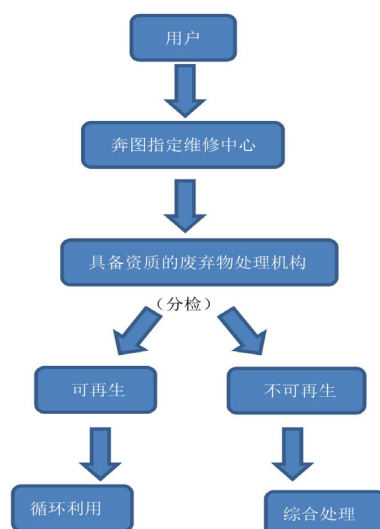 用户
奔图指定维修中心
具备资质的废弃物处理机构
（分检）
可再生
不可再生
循环利用
综合处理